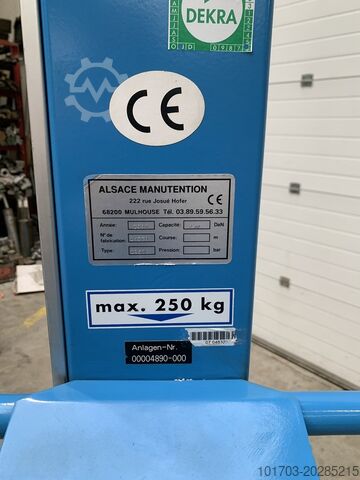 DEKRA
CE
ALSACE MANUTENTION
222 rue Josué Hofer CE
68200 MULHOUSE Tél. 03.89.59.56.33
Année: Capacité: DaN
N° de
fabrication: Course: m
Type: Pression: bar
max. 250 kg
Anlagen-Nr.
00004890-000
101703-20285215